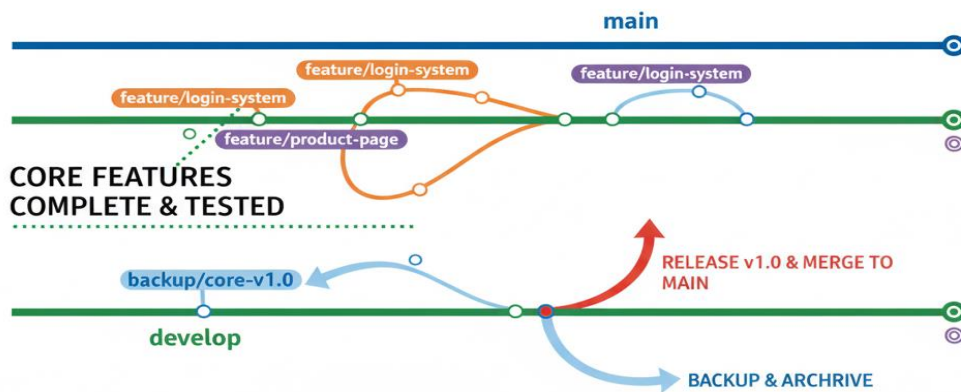 main
feature/login-system
feature/login-system
feature/login-system
feature/product-page
CORE FEATURES
COMPLETE & TESTED
backup/core-v1.0
RELEASE v1.0 & MERGE TO
MAIN
develop
BACKUP & ARCHRIVE